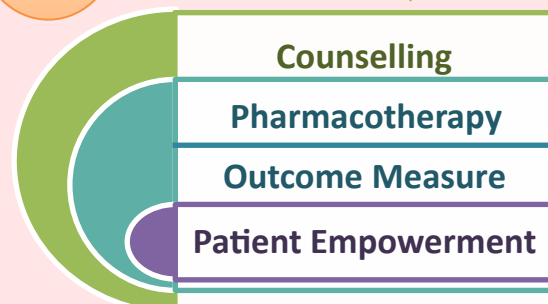 Counselling
Pharmacotherapy
Outcome Measure
Patient Empowerment